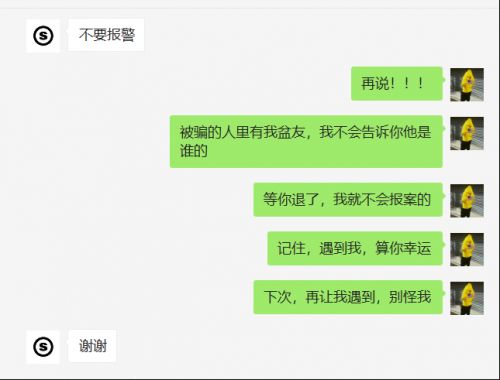 不要报警
再说！！！
被骗的人里有我盆友，我不会告诉你他是
谁的
等你退了，我就不会报案的
记住，遇到我，算你幸运
下次，再让我遇到，别怪我
谢谢